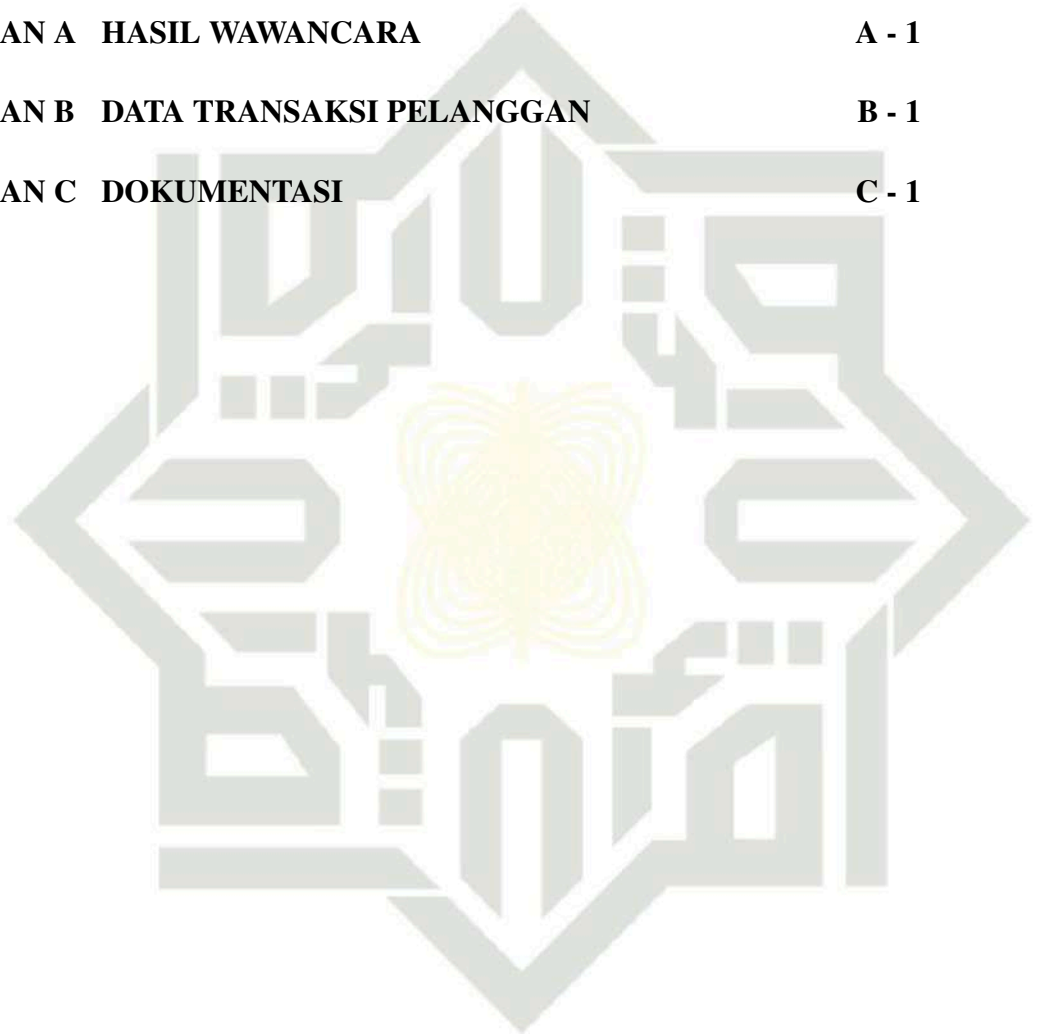 AN A HASIL WAWANCARA A - 1
AN B DATA TRANSAKSI PELANGGAN B - 1
AN C DOKUMENTASI C - 1